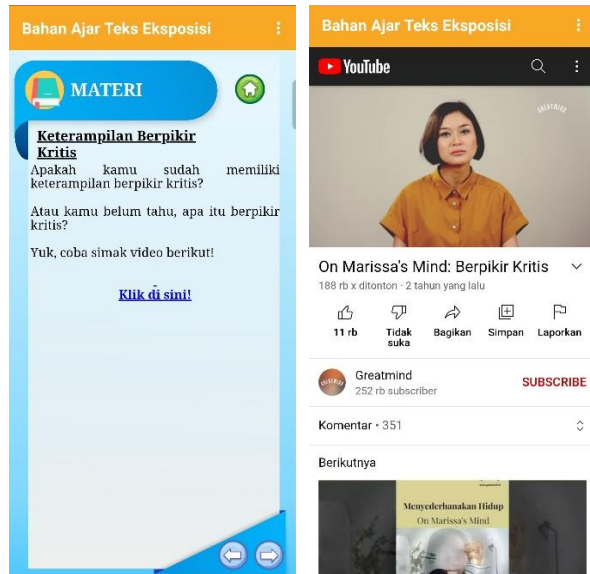 Bahan Ajar Teks Eksposisi
MATERI
Keterampilan Berpikir
Kritis
Apakah kamu sudah memiliki
keterampilan berpikir kritis?
Atau kamu belum tahu, apa itu berpikir
kritis?
Yuk, coba simak video berikut!
Klik di sini!
Bahan Ajar Teks Eksposisi
YouTube
GREATMIND
On Marissa's Mind: Berpikir Kritis
188 rb x ditonton · 2 tahun yang lalu
11 rb
Tidak
suka
Bagikan
Simpan
Laporkan
Greatmind
252 rb subscriber
SUBSCRIBE
Komentar • 351
Berikutnya
Menyederhanakan Hidup
On Marissa's Mind